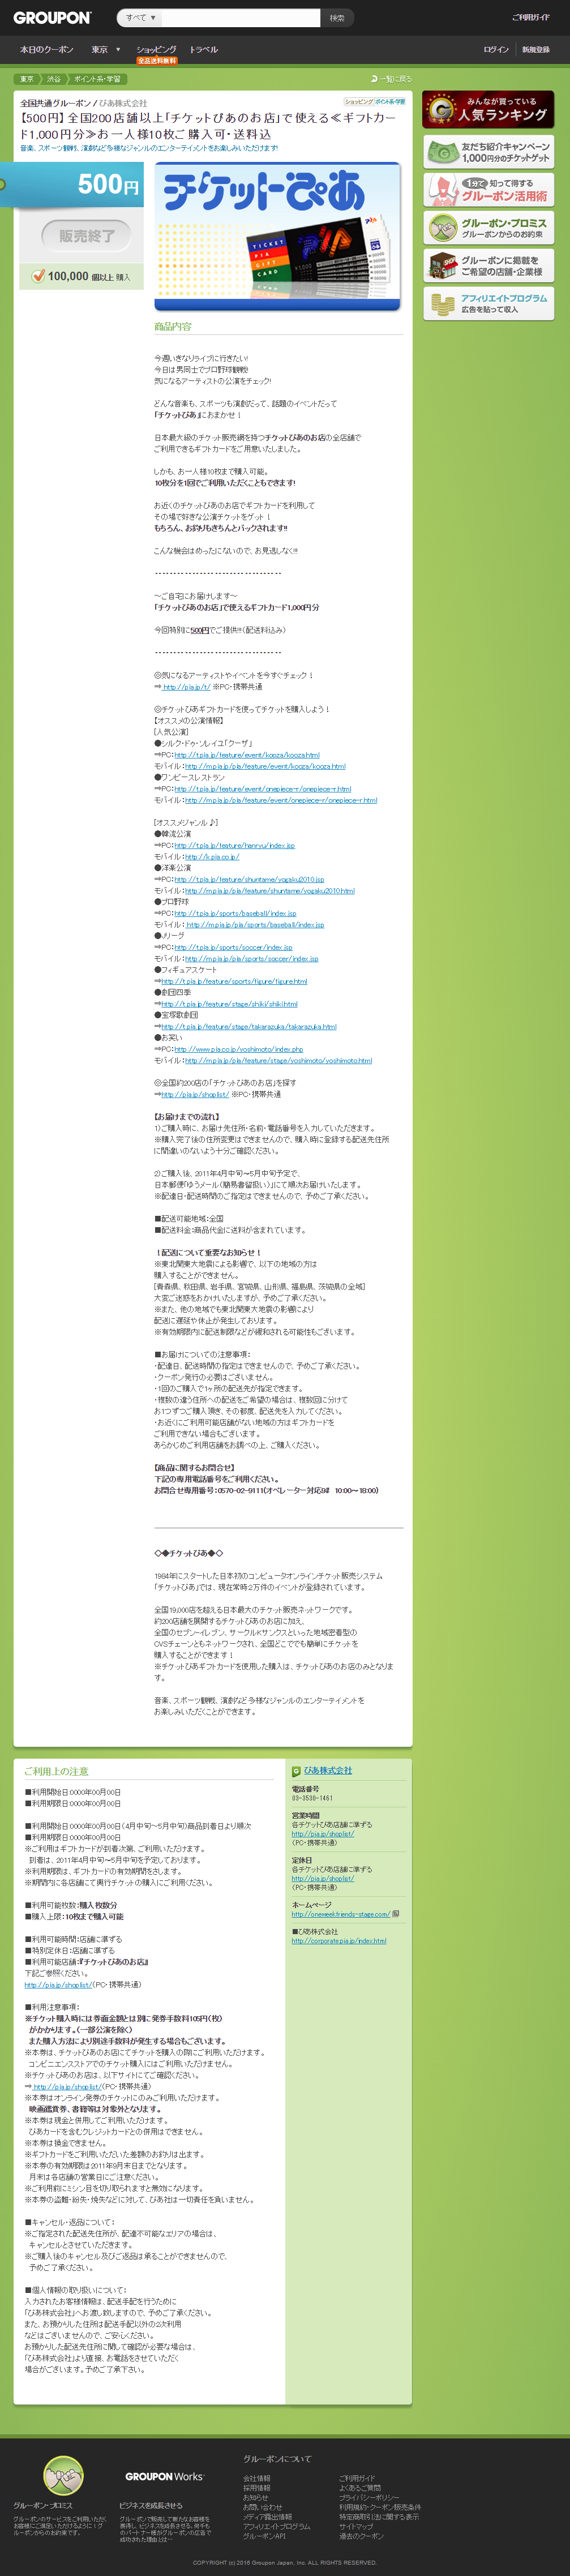 GROUPON
すべて ▼
検索
ご利用ガイド
本日のクーポン
東京 ▼
ショッピング
全品送料無料
トラベル
ログイン
新規登録
東京
渋谷
ポイント系・学習
一覧に戻る
全国共通グルーポン / ぴあ株式会社
ショッピング
ポイント系・学習
【500円】全国200店舗以上「チケットぴあのお店」で使える≪ギフトカー
ド1,000円分≫お一人様10枚ご購入可・送料込
音楽、スポーツ観戦、演劇など多様なジャンルのエンターテイメントをお楽しみいただけます!
500円
販売終了
100,000 個以上 購入
チケットぴあ
TICKET
PIA
GIFT
CARD
みんなが買っている
人気ランキング
友だち紹介キャンペーン
1,000円分のチケットゲット
1分で知って得する
グルーポン活用術
グルーポン・プロミス
グルーポンからのお約束
グルーポンに掲載を
ご希望の店舗・企業様
アフィリエイトプログラム
広告を貼って収入
商品内容
今週いきなりライブに行きたい!
今日は男同士でプロ野球観戦!
気になるアーティストの公演をチェック!
どんな音楽も、スポーツも演劇だって、話題のイベントだって
「チケットぴあ」におまかせ！
日本最大級のチケット販売網を持つチケットぴあのお店の全店舗で
ご利用できるギフトカードをご用意いたしました。
しかも、お一人様10枚まで購入可能。
10枚分を1回でご利用いただくこともできます!
お近くのチケットぴあのお店でギフトカードを利用して
その場で好きな公演チケットをゲット！
もちろん、お釣りもきちんとバックされます!!
こんな機会はめったにないので、お見逃しなく!!!
--------------------------------
～ご自宅にお届けします～
「チケットぴあのお店」で使えるギフトカード1,000円分
今回特別に500円でご提供!!!（配送料込み）
--------------------------------
◎気になるアーティストやイベントを今すぐチェック！
⇒ http://pia.jp/t/ ※PC・携帯共通
◎チケットぴあギフトカードを使ってチケットを購入しよう！
【オススメの公演情報】
[人気公演]
●シルク・ドゥ・ソレイユ「クーザ」
⇒PC：http://t.pia.jp/feature/event/kooza/kooza.html
モバイル：http://m.pia.jp/pia/feature/event/kooza/kooza.html
●ワンピースレストラン
⇒PC：http://t.pia.jp/feature/event/onepiece-r/onepiece-r.html
モバイル：http://m.pia.jp/pia/feature/event/onepiece-r/onepiece-r.html
[オススメジャンル♪]
●韓流公演
⇒PC：http://t.pia.jp/feature/hanryu/index.jsp
モバイル：http://k.pia.co.jp/
●洋楽公演
⇒PC：http://t.pia.jp/feature/shuntame/yogaku2010.jsp
モバイル：http://m.pia.jp/pia/feature/shuntame/yogaku2010.html
●プロ野球
⇒PC：http://t.pia.jp/sports/baseball/index.jsp
モバイル： http://m.pia.jp/pia/sports/baseball/index.jsp
●Jリーグ
⇒PC：http://t.pia.jp/sports/soccer/index.jsp
モバイル：http://m.pia.jp/pia/sports/soccer/index.jsp
●フィギュアスケート
⇒http://t.pia.jp/feature/sports/figure/figure.html
●劇団四季
⇒http://t.pia.jp/feature/stage/shiki/shiki.html
●宝塚歌劇団
⇒http://t.pia.jp/feature/stage/takarazuka/takarazuka.html
●お笑い
⇒PC：http://www.pia.co.jp/yoshimoto/index.php
モバイル：http://m.pia.jp/pia/feature/stage/yoshimoto/yoshimoto.html
◎全国約200店の「チケットぴあのお店」を探す
⇒http://pia.jp/shoplist/ ※PC・携帯共通
【お届けまでの流れ】
1）ご購入時に、お届け先住所・名前・電話番号を入力していただきます。
※購入完了後の住所変更はできませんので、購入時に登録する配送先住所
に間違いのないよう十分ご確認ください。
2）ご購入後、2011年4月中旬～5月中旬予定で、
日本郵便「ゆうメール（簡易書留扱い）」にて順次お届けいたします。
※配達日・配送時間のご指定はできませんので、予めご了承ください。
■配送可能地域：全国
■配送料金：商品代金に送料が含まれています。
！配送について重要なお知らせ！
※東北関東大地震による影響で、以下の地域の方は
購入することができません。
[青森県、秋田県、岩手県、宮城県、山形県、福島県、茨城県の全域]
大変ご迷惑をおかけいたしますが、予めご了承ください。
※また、他の地域でも東北関東大地震の影響により
配送に遅延や休止が発生しております。
※有効期限内に配送制限などが緩和される可能性もございます。
■お届けについての注意事項：
・配達日、配送時間の指定はできませんので、予めご了承ください。
・クーポン発行の必要はございません。
・1回のご購入で1ヶ所の配送先が指定できます。
・複数の違う住所への配送をご希望の場合は、複数回に分けて
お1つずつご購入頂き、その都度、配送先を入力してください。
・お近くにご利用可能店舗がない地域の方はギフトカードを
ご利用できない場合もございます。
あらかじめご利用店舗をお調べの上、ご購入ください。
【商品に関するお問合せ】
下記の専用電話番号をご利用ください。
お問合せ専用番号：0570-02-9111(オペレーター対応時間 10:00～18:00)
◇◆チケットぴあ◆◇
1984年にスタートした日本初のコンピュータオンラインチケット販売システム
「チケットぴあ」では、現在常時2万件のイベントが登録されています。
全国19,000店を超える日本最大のチケット販売ネットワークです。
約200店舗を展開するチケットぴあのお店に加え、
全国のセブン-イレブン、サークルKサンクスといった地域密着型の
CVSチェーンともネットワークされ、全国どこででも簡単にチケットを
購入することができます！
※チケットぴあギフトカードを使用した購入は、チケットぴあのお店のみとなりま
す。
音楽、スポーツ観戦、演劇など多様なジャンルのエンターテイメントを
お楽しみいただくことができます。
ご利用上の注意
■利用開始日:0000年00月00日
■利用期限日:0000年00月00日
■利用開始日:0000年00月00日（4月中旬～5月中旬）商品到着日より順次
■利用期限日:0000年00月00日
※ご利用はギフトカードが到着次第、ご利用いただけます。
到着は、2011年4月中旬～5月中旬を予定しております。
※利用期限は、ギフトカードの有効期間をさします。
※期間内に各店舗にて興行チケットの購入にご利用ください。
■利用可能枚数：購入枚数分
■購入上限：10枚まで購入可能
■利用可能時間：店舗に準ずる
■特別定休日：店舗に準ずる
■利用可能店舗：『チケットぴあのお店』
下記ご参照ください。
http://pia.jp/shoplist/（PC・携帯共通）
■利用注意事項：
※チケット購入時には券面金額とは別に発券手数料105円（枚）
がかかります。（一部公演を除く）
また購入方法により別途手数料が発生する場合もございます。
※本券は、チケットぴあのお店にてチケットを購入の際にご利用いただけます。
コンビニエンスストアでのチケット購入にはご利用いただけません。
※チケットぴあのお店は、以下サイトにてご確認ください。
⇒ http://pia.jp/shoplist/（PC・携帯共通）
※本券はオンライン発券のチケットにのみご利用いただけます。
映画鑑賞券、書籍等は対象外となります。
※本券は現金と併用してご利用いただけます。
ぴあカードを含むクレジットカードとの併用はできません。
※本券は換金できません。
※ギフトカードをご利用いただいた差額のお釣りは出ます。
※本券の有効期限は2011年9月末日までとなります。
月末は各店舗の営業日にご注意ください。
※ご利用前にミシン目を切り取られますと無効になります。
※本券の盗難・紛失・焼失などに対して、ぴあ社は一切責任を負いません。
■キャンセル・返品について：
※ご指定された配送先住所が、配達不可能なエリアの場合は、
キャンセルとさせていただきます。
※ご購入後のキャンセル及びご返品は承ることができませんので、
予めご了承ください。
■個人情報の取り扱いについて：
入力されたお客様情報は、配送手配を行うために
「ぴあ株式会社」へお渡し致しますので、予めご了承ください。
また、お預かりした住所は配送手配以外の2次利用
などはございませんので、ご安心ください。
お預かりした配送先住所に関して確認が必要な場合は、
「ぴあ株式会社」より直接、お電話をさせていただく
場合がございます。予めご了承下さい。
ぴあ株式会社
電話番号
03-3530-1461
営業時間
各チケットぴあ店舗に準ずる
http://pia.jp/shoplist/
（PC・携帯共通）
定休日
各チケットぴあ店舗に準ずる
http://pia.jp/shoplist/
（PC・携帯共通）
ホームページ
http://oneweek.friends-stage.com/
■ぴあ株式会社
http://corporate.pia.jp/index.html
グルーポン・プロミス
グルーポンのサービスをご利用いただく、
お客様にご満足いただけるように！グ
ルーポンからのお約束です。
GROUPON Works
ビジネスを成長させる
グルーポンで販売して新たなお客様を
獲得し、ビジネスを成長させる。何千も
のパートナー様がグルーポンの広告で
成功された理由とは…
グルーポンについて
会社情報
採用情報
お知らせ
お問い合わせ
メディア露出情報
アフィリエイトプログラム
グルーポンAPI
ご利用ガイド
よくあるご質問
プライバシーポリシー
利用規約・クーポン販売条件
特定商取引法に関する表示
サイトマップ
過去のクーポン
COPYRIGHT (c) 2016 Groupon Japan, Inc. ALL RIGHTS RESERVED.